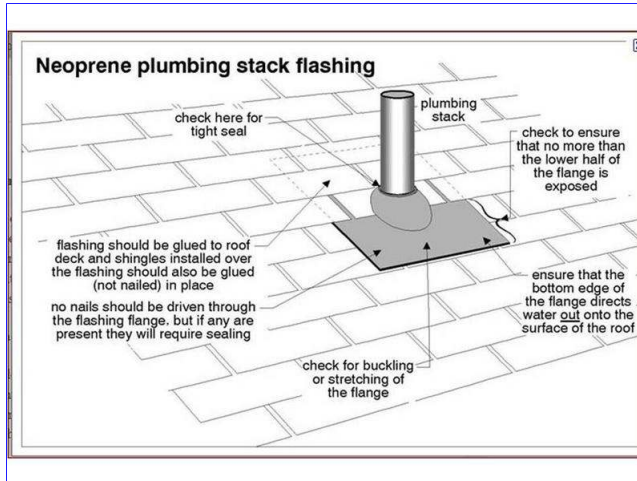 Neoprene plumbing stack flashing
check here for
tight seal
plumbing
stack
check to ensure
that no more than
the lower half of
the flange is
exposed
flashing should be glued to roof
deck and shingles installed over
the flashing should also be glued
(not nailed) in place
no nails should be driven through
the flashing flange. but if any are
present they will require sealing
ensure that the
bottom edge of
the flange directs
water out onto the
surface of the roof
check for buckling
or stretching of
the flange